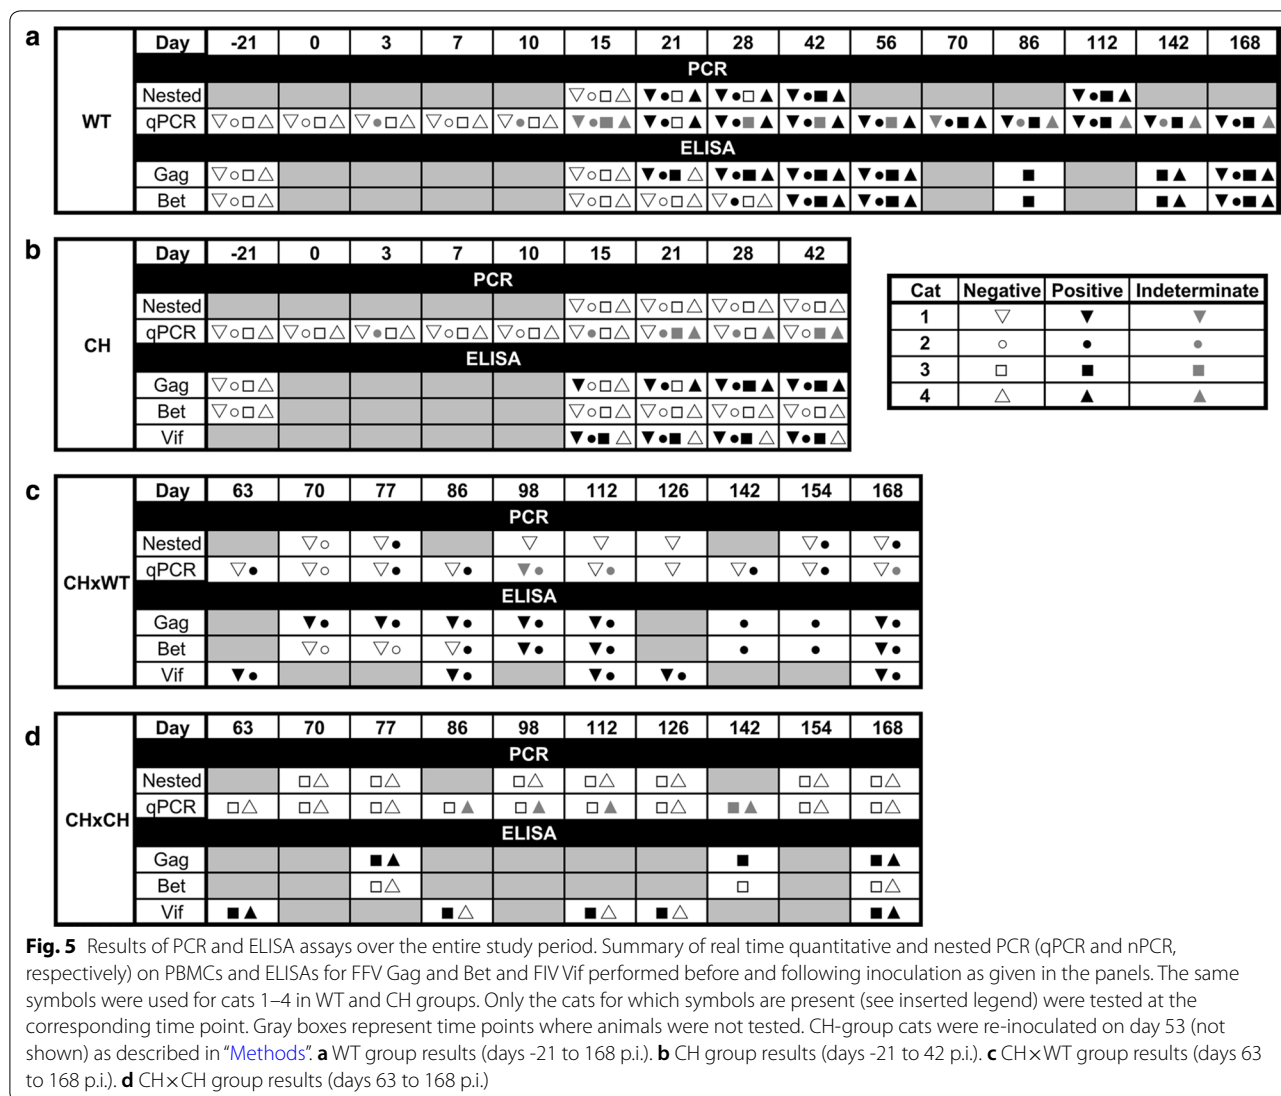 a
WT Day -21 0 3 7 10 15 21 28 42 56 70 86 112 142 168
PCR
Nested ▽○□△ ▼●□▲ ▼●□▲ ▼●■▲ ▼●■▲
qPCR ▽○□△ ▽○□△ ▽●□△ ▽○□△ ▽●□△ ▼●■▲ ▼●□▲ ▼●■▲ ▼●■▲ ▼●■▲ ▼●■▲ ▼●■▲ ▼●■▲ ▼●■▲ ▼●■▲
ELISA
Gag ▽○□△ ▽○□△ ▼●■△ ▼●■▲ ▼●■▲ ▼●■▲ ■ ■▲ ▼●■▲
Bet ▽○□△ ▽○□△ ▽○□△ ▽●□△ ▼●■▲ ▼●■▲ ■ ■▲ ▼●■▲
b
CH Day -21 0 3 7 10 15 21 28 42
PCR
Nested ▽○□△ ▽○□△ ▽○□△ ▽○□△
qPCR ▽○□△ ▽○□△ ▽●□△ ▽○□△ ▽○□△ ▽●□△ ▽●■▲ ▽●□▲ ▽○■▲
ELISA
Gag ▽○□△ ▼○□△ ▼●□▲ ▼●■▲ ▼●■▲
Bet ▽○□△ ▽○□△ ▽○□△ ▽○□△ ▽○□△
Vif ▼●■△ ▼●■△ ▼●■△ ▼●■△
Cat Negative Positive Indeterminate
1 ▽ ▼ ▼
2 ○ ● ●
3 □ ■ ■
4 △ ▲ ▲
c
CHxWT Day 63 70 77 86 98 112 126 142 154 168
PCR
Nested ▽○ ▽● ▽ ▽ ▽ ▽● ▽●
qPCR ▽● ▽○ ▽● ▽● ▼● ▽● ▽ ▽● ▽● ▽●
ELISA
Gag ▼● ▼● ▼● ▼● ▼● ● ● ▼●
Bet ▽○ ▽○ ▽● ▼● ▼● ● ● ▼●
Vif ▼● ▼● ▼● ▼● ▼●
d
CHxCH Day 63 70 77 86 98 112 126 142 154 168
PCR
Nested □△ □△ □△ □△ □△ □△ □△
qPCR □△ □△ □△ □▲ □▲ □▲ □△ ■▲ □△ □△
ELISA
Gag ■▲ ■ ■▲
Bet □△ □ □△
Vif ■▲ ■△ ■△ ■△ ■▲
Fig. 5 Results of PCR and ELISA assays over the entire study period. Summary of real time quantitative and nested PCR (qPCR and nPCR,
respectively) on PBMCs and ELISAs for FFV Gag and Bet and FIV Vif performed before and following inoculation as given in the panels. The same
symbols were used for cats 1–4 in WT and CH groups. Only the cats for which symbols are present (see inserted legend) were tested at the
corresponding time point. Gray boxes represent time points where animals were not tested. CH-group cats were re-inoculated on day 53 (not
shown) as described in "Methods". a WT group results (days -21 to 168 p.i.). b CH group results (days -21 to 42 p.i.). c CH × WT group results (days 63
to 168 p.i.). d CH × CH group results (days 63 to 168 p.i.)